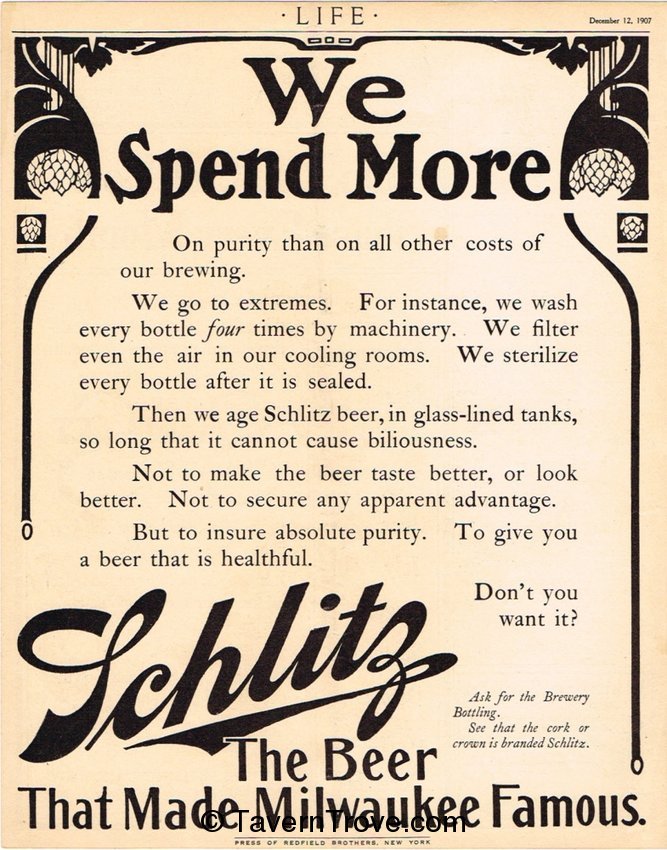 · LIFE ·
December 12, 1907
We
Spend More
On purity than on all other costs of
our brewing.
We go to extremes. For instance, we wash
every bottle four times by machinery. We filter
even the air in our cooling rooms. We sterilize
every bottle after it is sealed.
Then we age Schlitz beer, in glass-lined tanks,
so long that it cannot cause biliousness.
Not to make the beer taste better, or look
better. Not to secure any apparent advantage.
But to insure absolute purity. To give you
a beer that is healthful.
Don't you
want it?
Schlitz
Ask for the Brewery
Bottling.
See that the cork or
crown is branded Schlitz.
The Beer
That Made Milwaukee Famous.
© TavernTrove.com
PRESS OF REDFIELD BROTHERS, NEW YORK